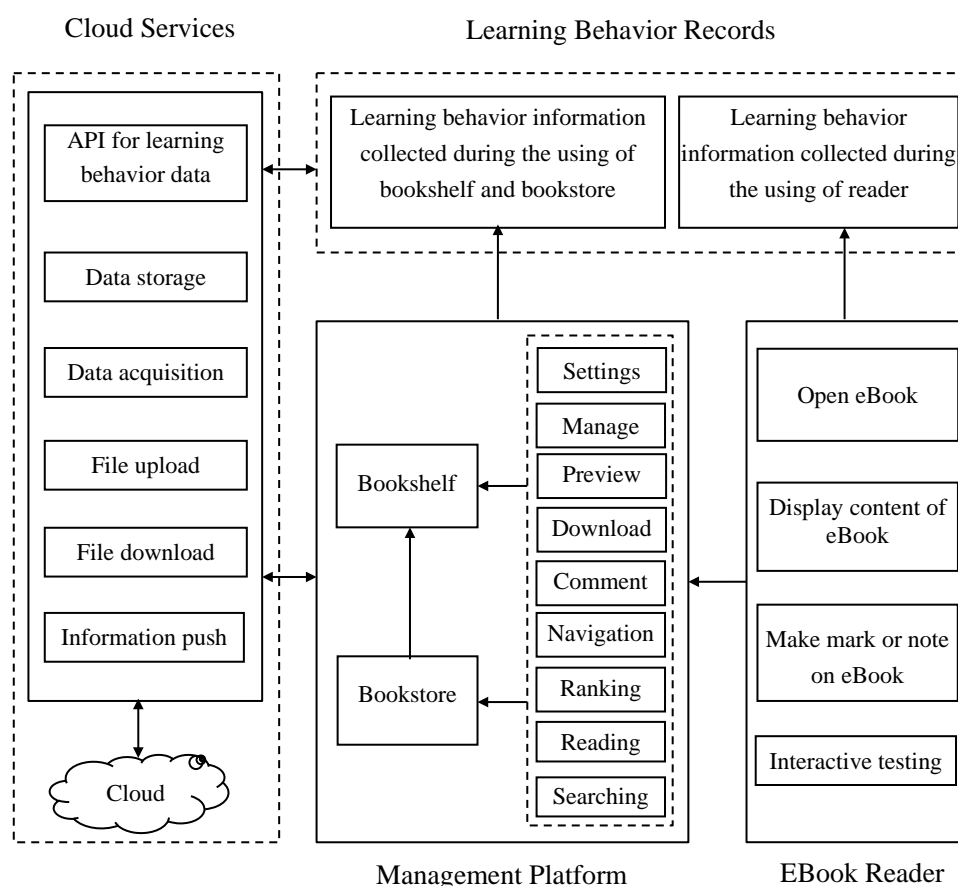 Cloud Services
Learning Behavior Records
API for learning
behavior data
Data storage
Data acquisition
File upload
File download
Information push
Cloud
Learning behavior information
collected during the using of
bookshelf and bookstore
Learning behavior
information collected during
the using of reader
Bookshelf
Bookstore
Settings
Manage
Preview
Download
Comment
Navigation
Ranking
Reading
Searching
Open eBook
Display content of
eBook
Make mark or note
on eBook
Interactive testing
Management Platform
EBook Reader